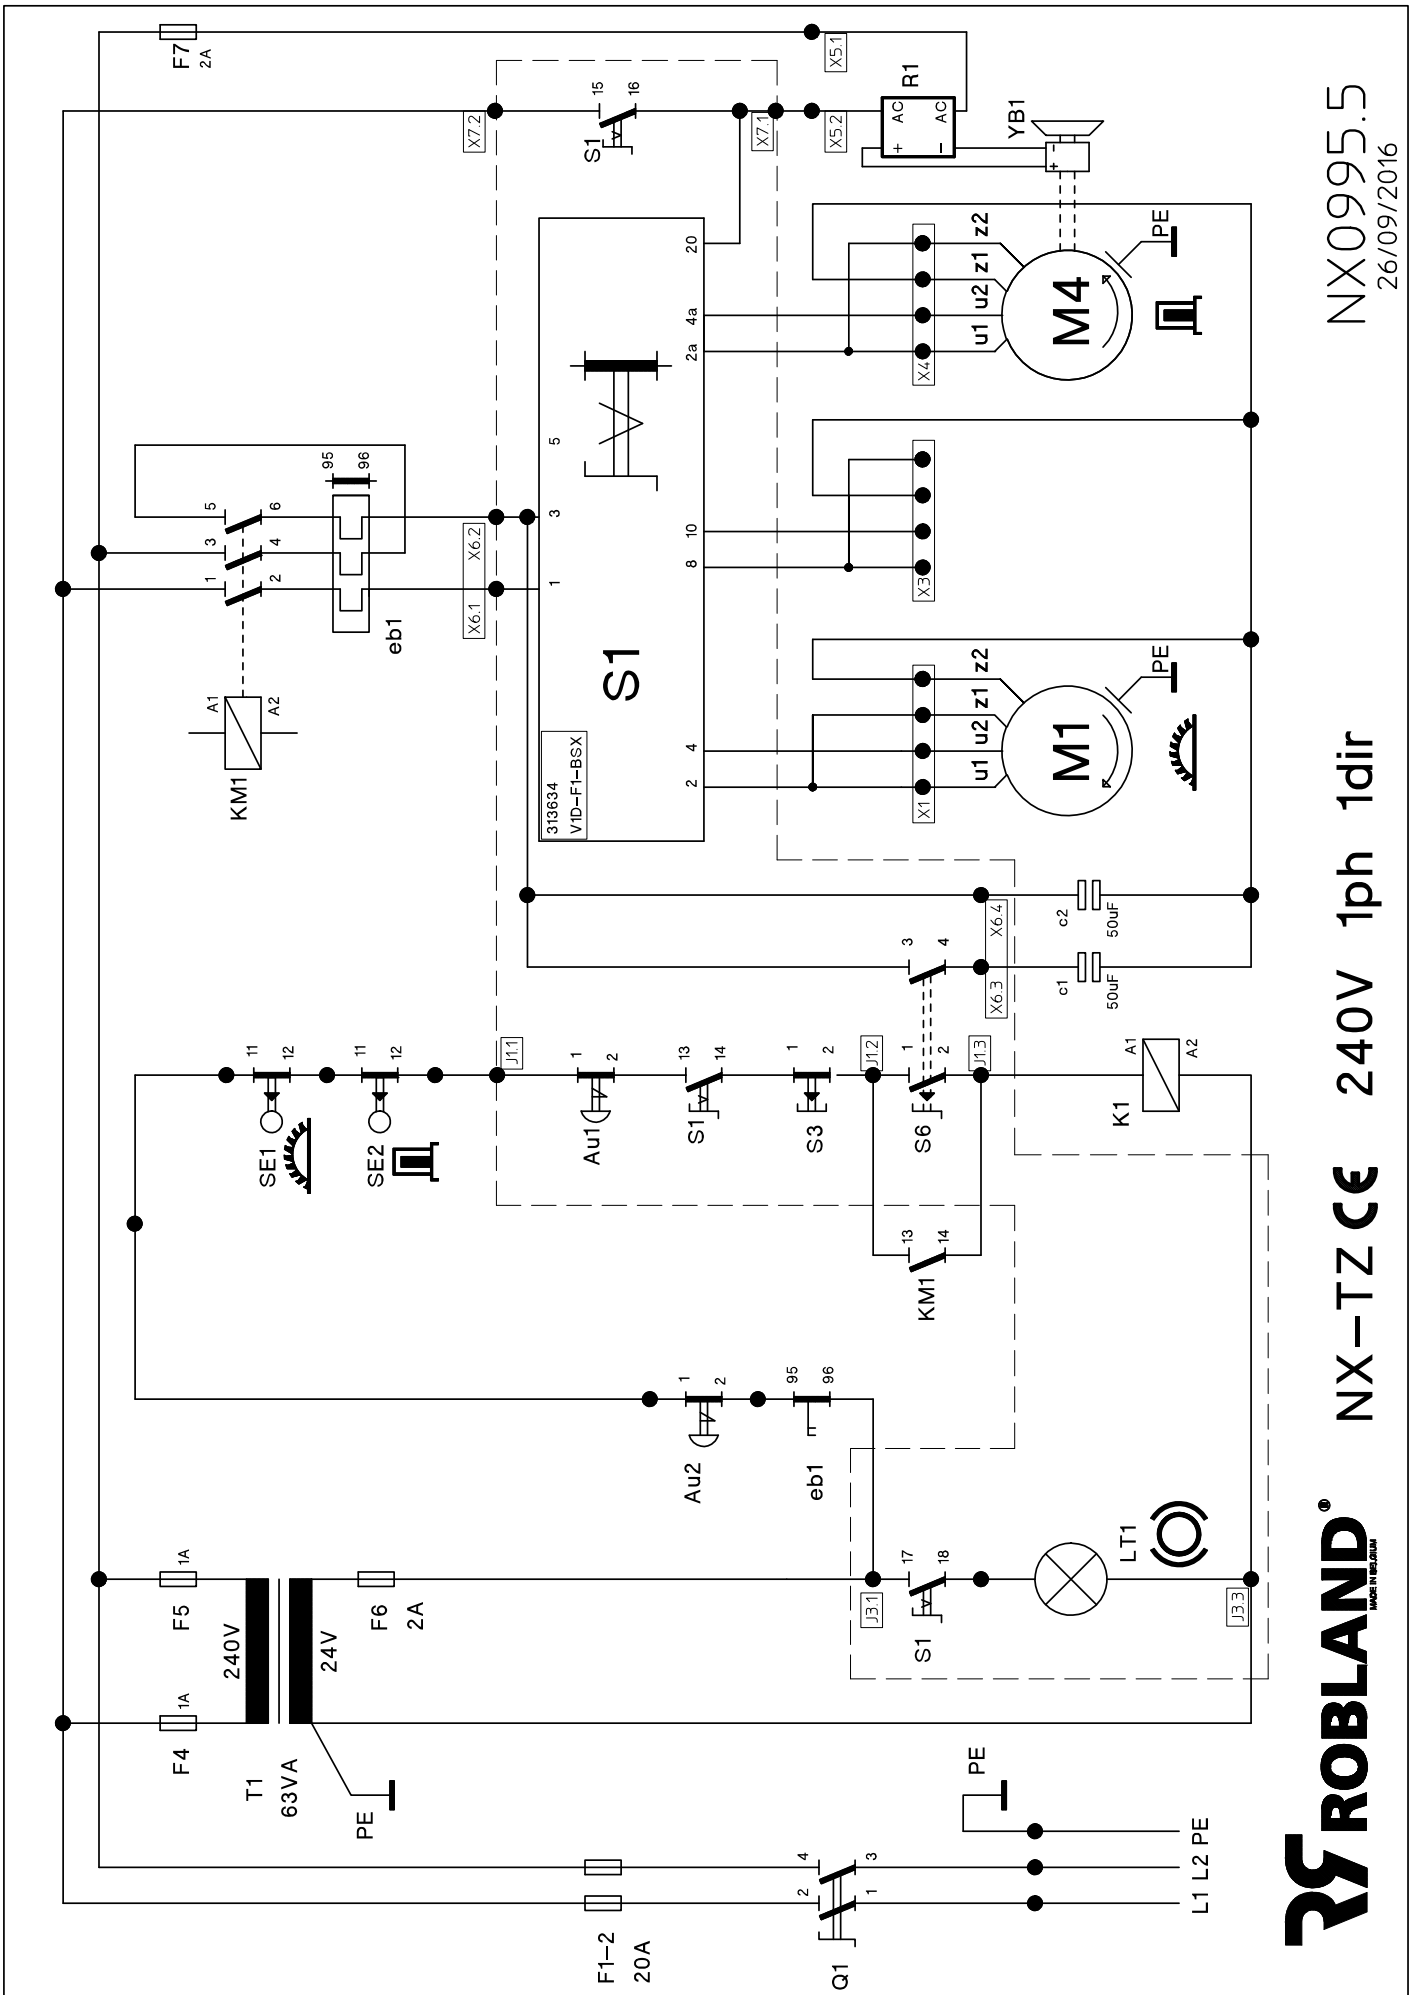 F1-2
20A
Q1
2
4
1
3
L1 L2 PE
PE
F4
1A
F5
1A
T1
63VA
240V
24V
PE
F6
2A
J3.1
S1
17
18
LT1
J3.3
Au2
1
2
eb1
95
96
KM1
13
14
SE1
11
12
SE2
11
12
J1.1
Au1
1
2
S1
13
14
S3
1
2
J1.2
S6
1
2
J1.3
3
4
X6.3
X6.4
c1
50uF
c2
50uF
K1
A1
A2
KM1
A1
A2
1
3
5
2
4
6
eb1
95
96
X6.1
X6.2
1
3
5
313634
V1D-F1-BSX
S1
2
4
8
10
2a
4a
20
X1
u1
u2
z1
z2
M1
PE
X3
X4
u1
u2
z1
z2
M4
PE
F7
2A
X7.2
S1
15
16
X7.1
X5.2
X5.1
R1
AC
AC
+
-
YB1
+
-
ROBLAND®
MADE IN BELGIUM
NX-TZ CE 240V 1ph 1dir
NX0995.5
26/09/2016